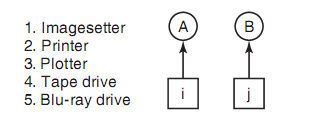 1. Imagesetter
2. Printer
3. Plotter
4. Tape drive
5. Blu-ray drive
A B
i j